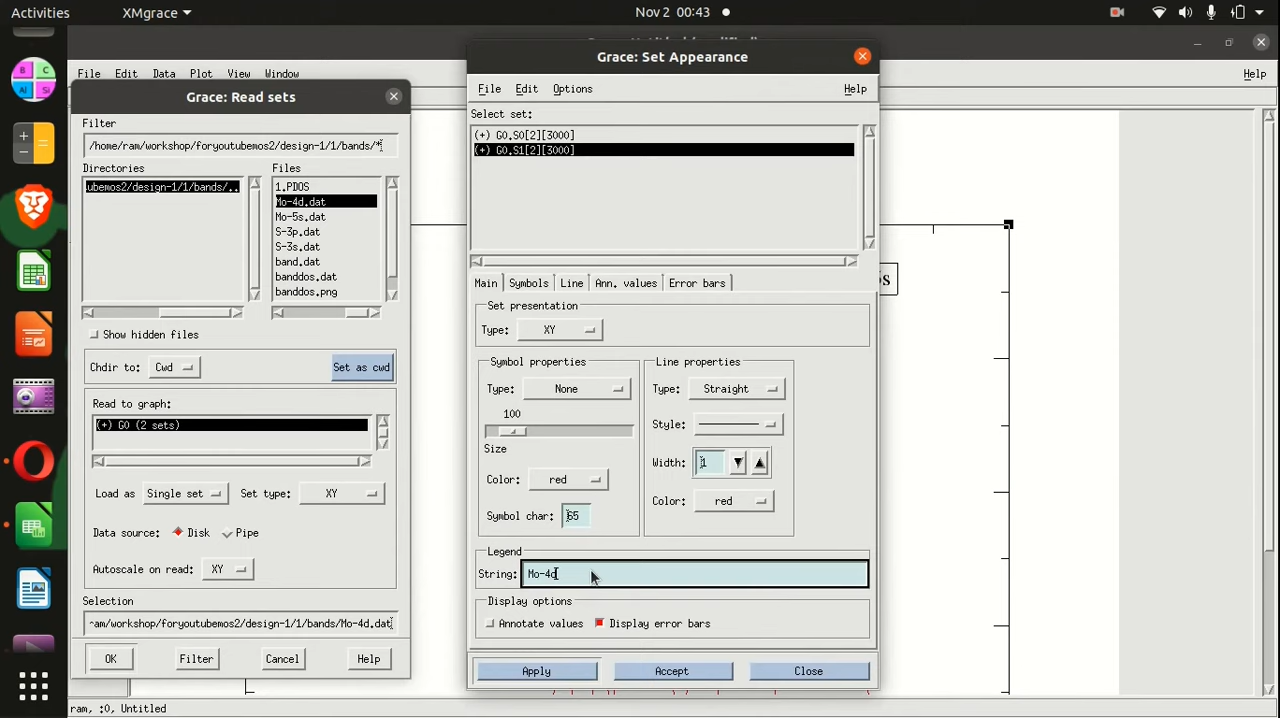 Activities
XMgrace
Nov 2 00:43
File Edit Data Plot View Window
Help
Grace: Read sets
Filter
/home/ram/workshop/foryoutubemos2/design-1/1/bands/*
Directories
Files
ubemos2/design-1/1/bands/..
1.PDOS
Mo-4d.dat
Mo-5s.dat
S-3p.dat
S-3s.dat
band.dat
banddos.dat
banddos.png
Show hidden files
Chdir to: Cwd
Set as cwd
Read to graph:
(+) G0 (2 sets)
Load as Single set
Set type: XY
Data source: Disk Pipe
Autoscale on read: XY
Selection
~am/workshop/foryoutubemos2/design-1/1/bands/Mo-4d.dat
OK Filter Cancel Help
ram, :0, Untitled
Grace: Set Appearance
File Edit Options Help
Select set:
(+) G0.S0[2][3000]
(+) G0.S1[2][3000]
Main Symbols Line Ann. values Error bars
Set presentation
Type: XY
Symbol properties
Type: None
100
Size
Color: red
Symbol char: 65
Line properties
Type: Straight
Style:
Width: 1
Color: red
Legend
String: Mo-4d
Display options
Annotate values Display error bars
Apply Accept Close